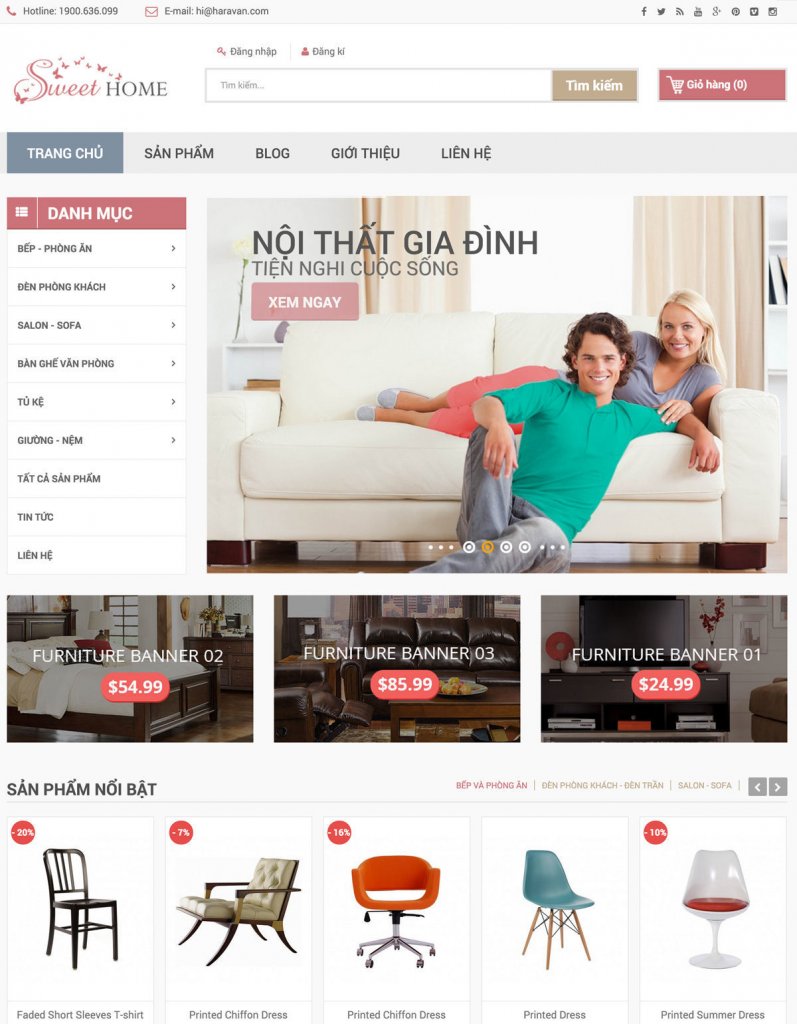 Hotline: 1900.636.099
E-mail: hi@haravan.com
Đăng nhập
Đăng kí
Sweet HOME
Tìm kiếm...
Tìm kiếm
Giỏ hàng (0)
TRANG CHỦ
SẢN PHẨM
BLOG
GIỚI THIỆU
LIÊN HỆ
DANH MỤC
BẾP - PHÒNG ĂN
ĐÈN PHÒNG KHÁCH
SALON - SOFA
BÀN GHẾ VĂN PHÒNG
TỦ KỆ
GIƯỜNG - NỆM
TẤT CẢ SẢN PHẨM
TIN TỨC
LIÊN HỆ
NỘI THẤT GIA ĐÌNH
TIỆN NGHI CUỘC SỐNG
XEM NGAY
FURNITURE BANNER 02
$54.99
FURNITURE BANNER 03
$85.99
FURNITURE BANNER 01
$24.99
SẢN PHẨM NỔI BẬT
BẾP VÀ PHÒNG ĂN
ĐÈN PHÒNG KHÁCH - ĐÈN TRẦN
SALON - SOFA
- 20%
- 7%
- 16%
- 10%
Faded Short Sleeves T-shirt
Printed Chiffon Dress
Printed Chiffon Dress
Printed Dress
Printed Summer Dress